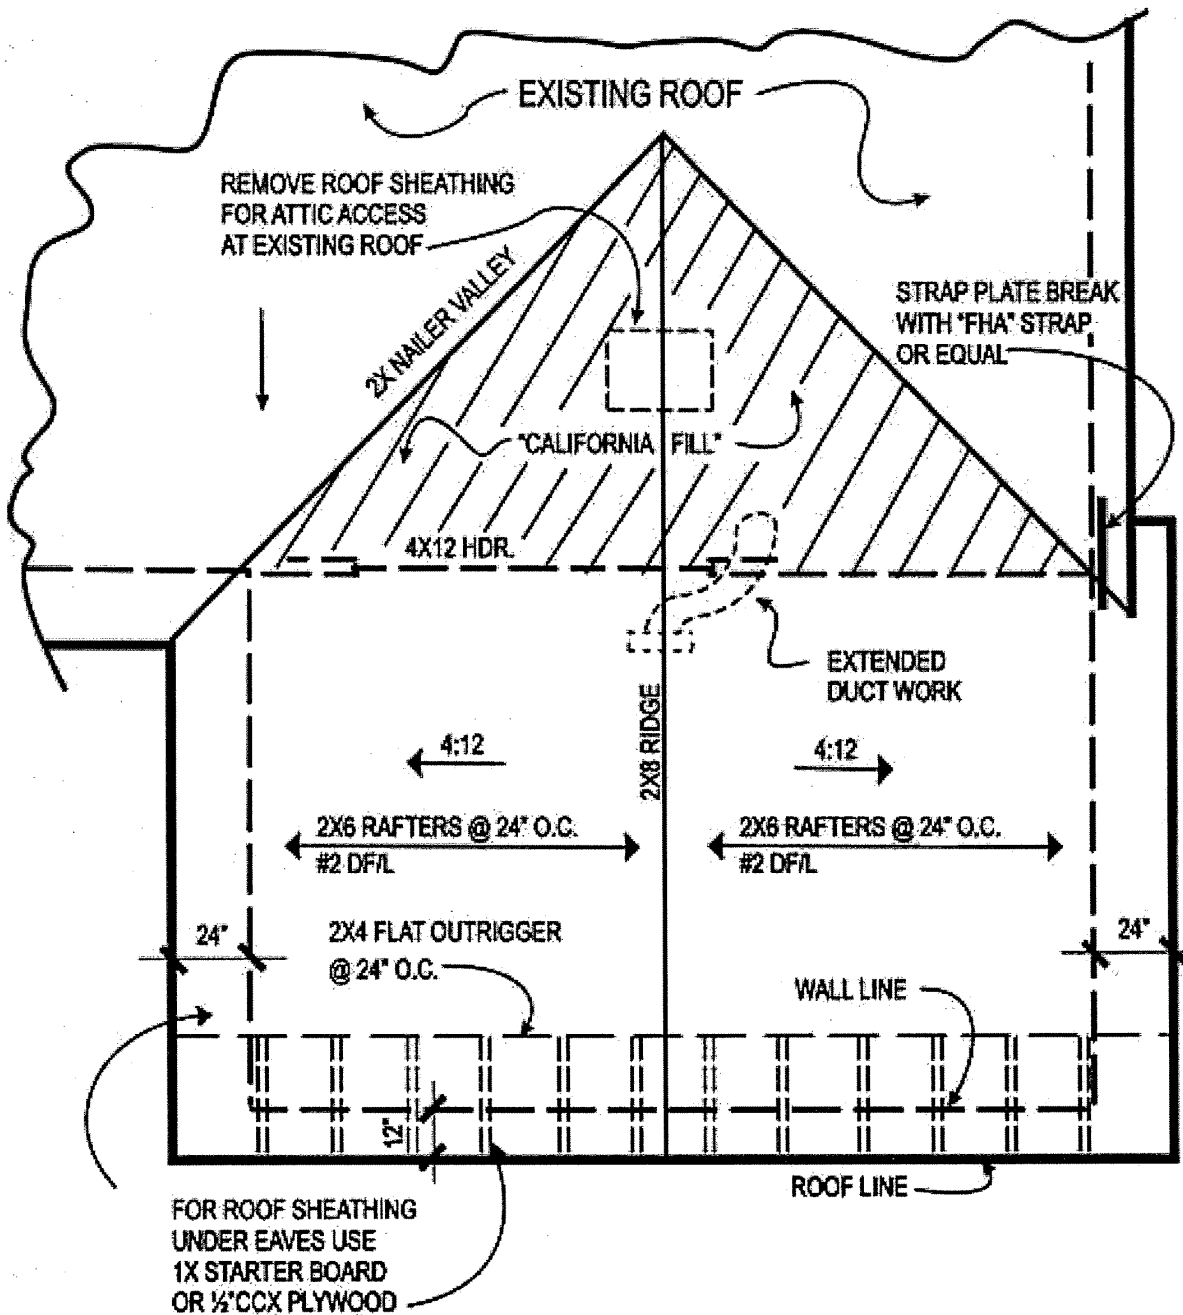 EXISTING ROOF
REMOVE ROOF SHEATHING
FOR ATTIC ACCESS
AT EXISTING ROOF
2X NAILER VALLEY
STRAP PLATE BREAK
WITH "FHA" STRAP
OR EQUAL
"CALIFORNIA FILL"
4X12 HDR.
EXTENDED
DUCT WORK
2X8 RIDGE
4:12
4:12
2X6 RAFTERS @ 24" O.C.
#2 DF/L
2X6 RAFTERS @ 24" O.C.
#2 DF/L
24"
2X4 FLAT OUTRIGGER
@ 24" O.C.
24"
WALL LINE
12"
ROOF LINE
FOR ROOF SHEATHING
UNDER EAVES USE
1X STARTER BOARD
OR ½"CCX PLYWOOD